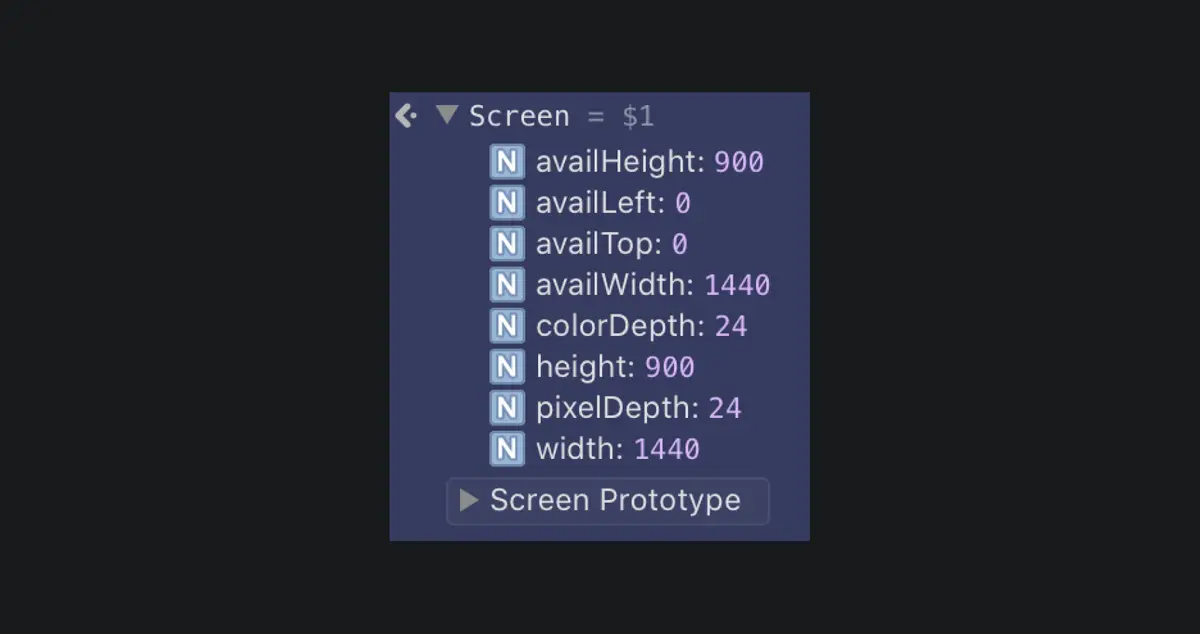 Screen = $1
N availHeight: 900
N availLeft: 0
N availTop: 0
N availWidth: 1440
N colorDepth: 24
N height: 900
N pixelDepth: 24
N width: 1440
Screen Prototype